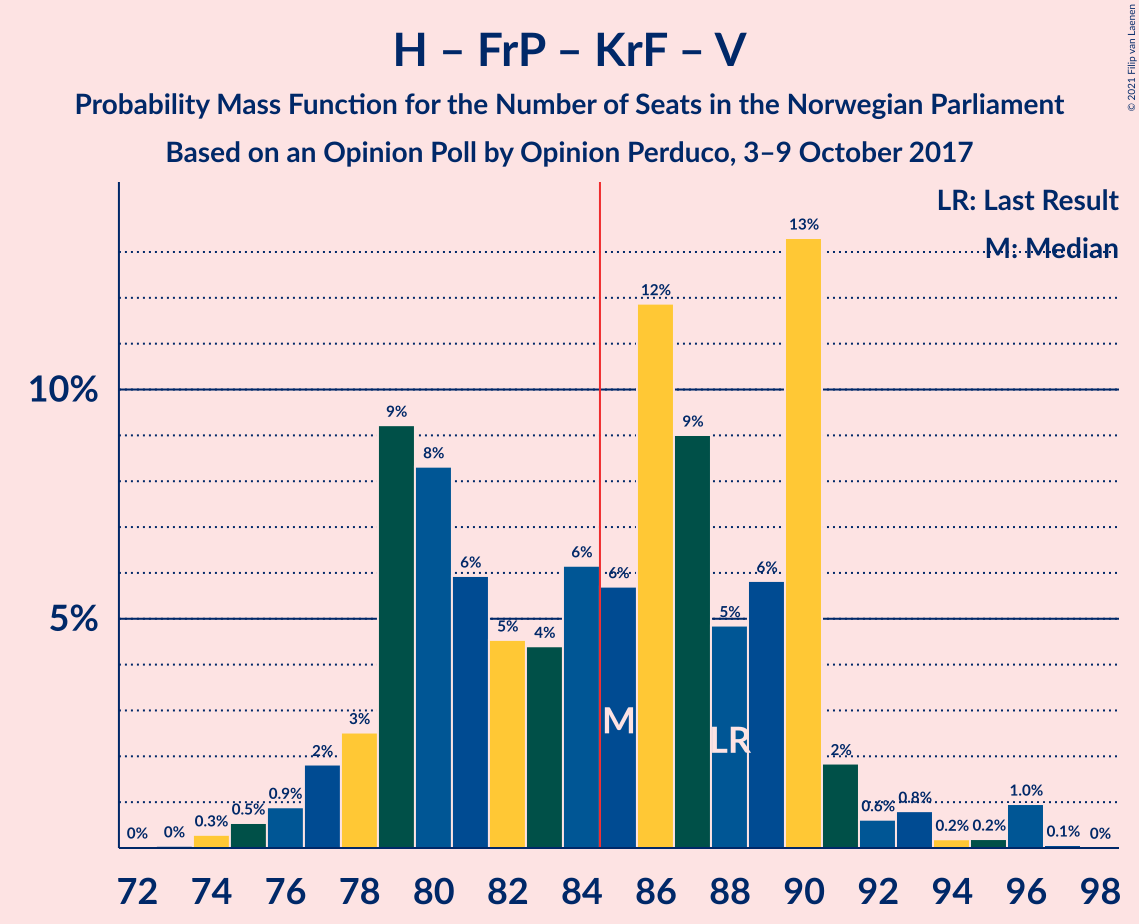 H – FrP – KrF – V
Probability Mass Function for the Number of Seats in the Norwegian Parliament
Based on an Opinion Poll by Opinion Perduco, 3–9 October 2017
© 2021 Filip van Laenen
LR: Last Result
M: Median
10%
5%
0% 0% 0.3% 0.5% 0.9% 2% 3% 9% 8% 6% 5% 4% 6% 6% 12% 9% 5% 6% 13% 2% 0.6% 0.8% 0.2% 0.2% 1.0% 0.1% 0%
M
LR
72 74 76 78 80 82 84 86 88 90 92 94 96 98